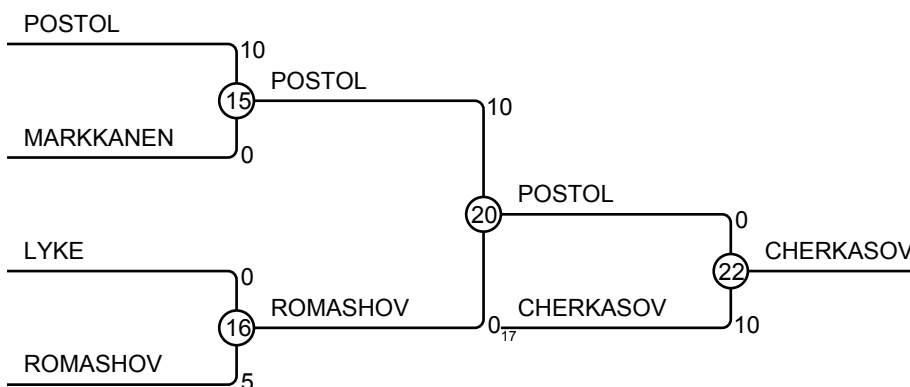 POSTOL
10
15 POSTOL
10
MARKKANEN
0
20 POSTOL
0
LYKE
0
22 CHERKASOV
16 ROMASHOV
0
17 CHERKASOV
10
ROMASHOV
5